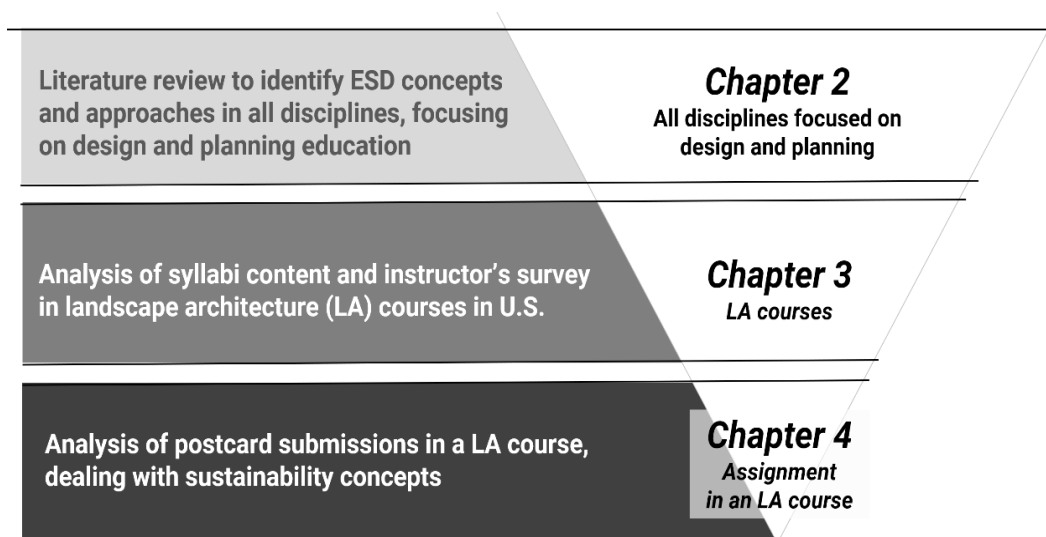 Literature review to identify ESD concepts
and approaches in all disciplines, focusing
on design and planning education
Chapter 2
All disciplines focused on
design and planning
Analysis of syllabi content and instructor’s survey
in landscape architecture (LA) courses in U.S.
Chapter 3
LA courses
Analysis of postcard submissions in a LA course,
dealing with sustainability concepts
Chapter 4
Assignment
in an LA course